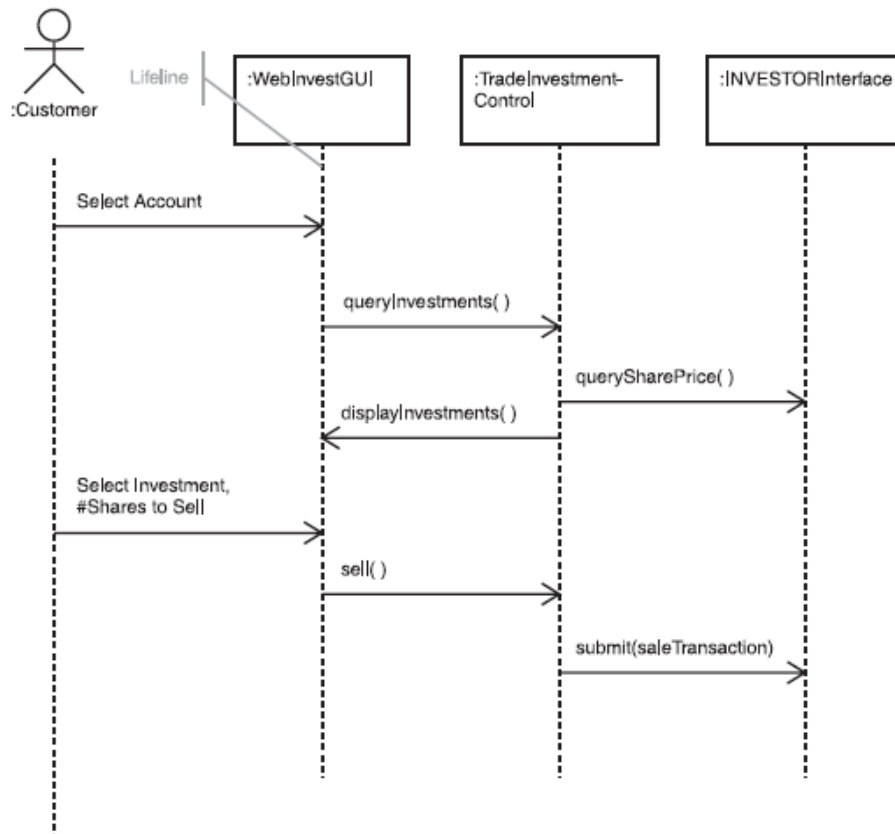 Lifeline
:WebInvestGUI
:TradeInvestment-
Control
:INVESTORInterface
:Customer
Select Account
queryInvestments( )
querySharePrice( )
displayInvestments( )
Select Investment,
#Shares to Sell
sell( )
submit(saleTransaction)